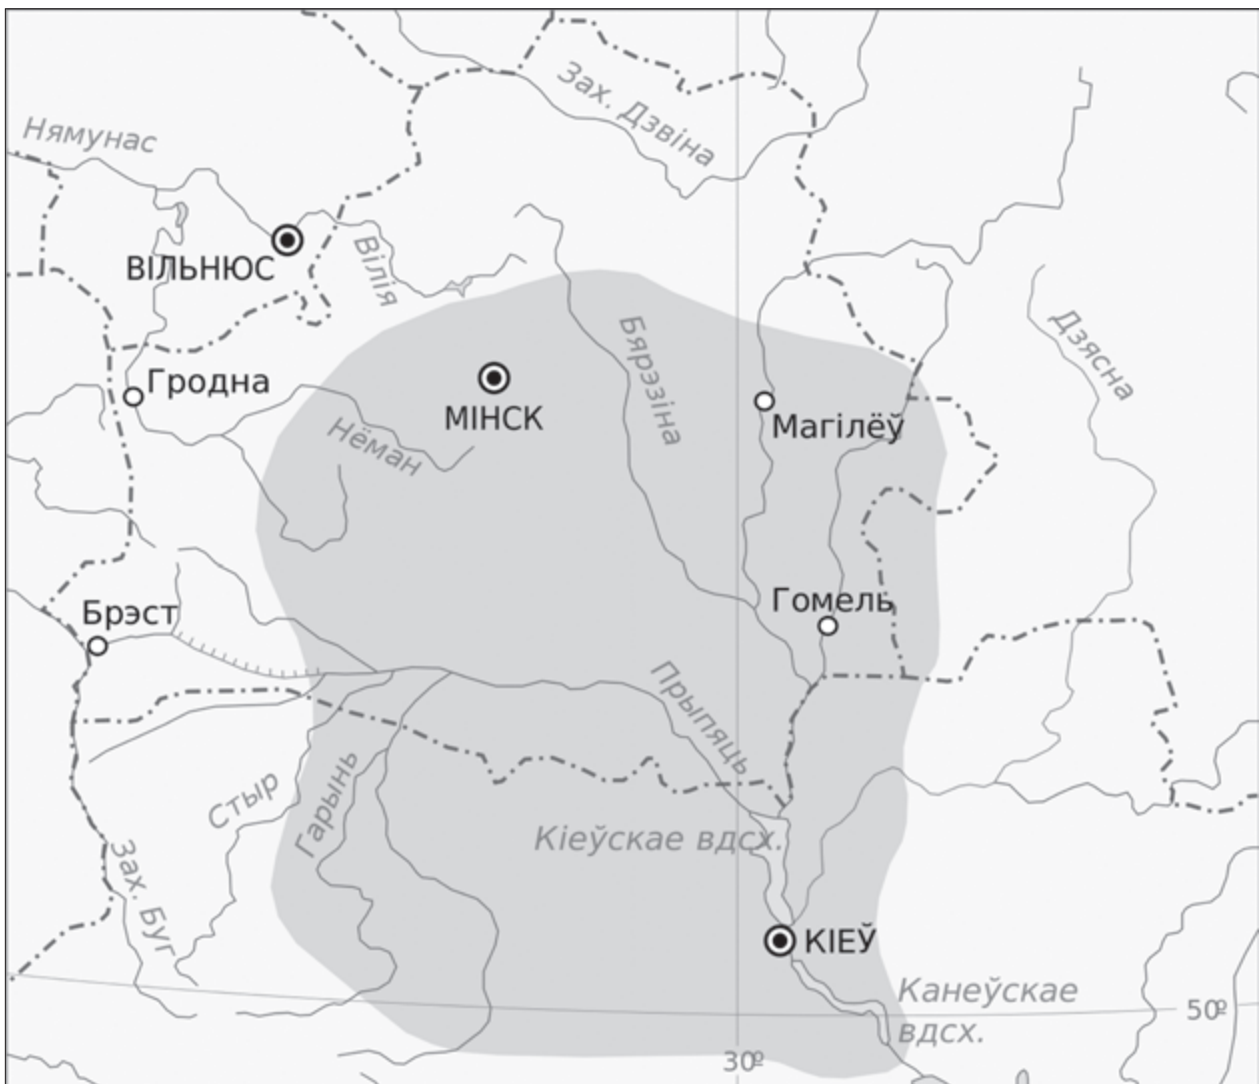 Зах. Дзвіна
Нямунас
ВІЛЬНЮС
Вілія
Дзясна
Бярэзіна
Гродна
МІНСК
Магілёў
Нёман
Брэст
Гомель
Прыпяць
Стыр
Гарынь
Кіеўскае вдсх.
Зах. Буг
КІЕЎ
Канеўскае
вдсх.
50º
30º